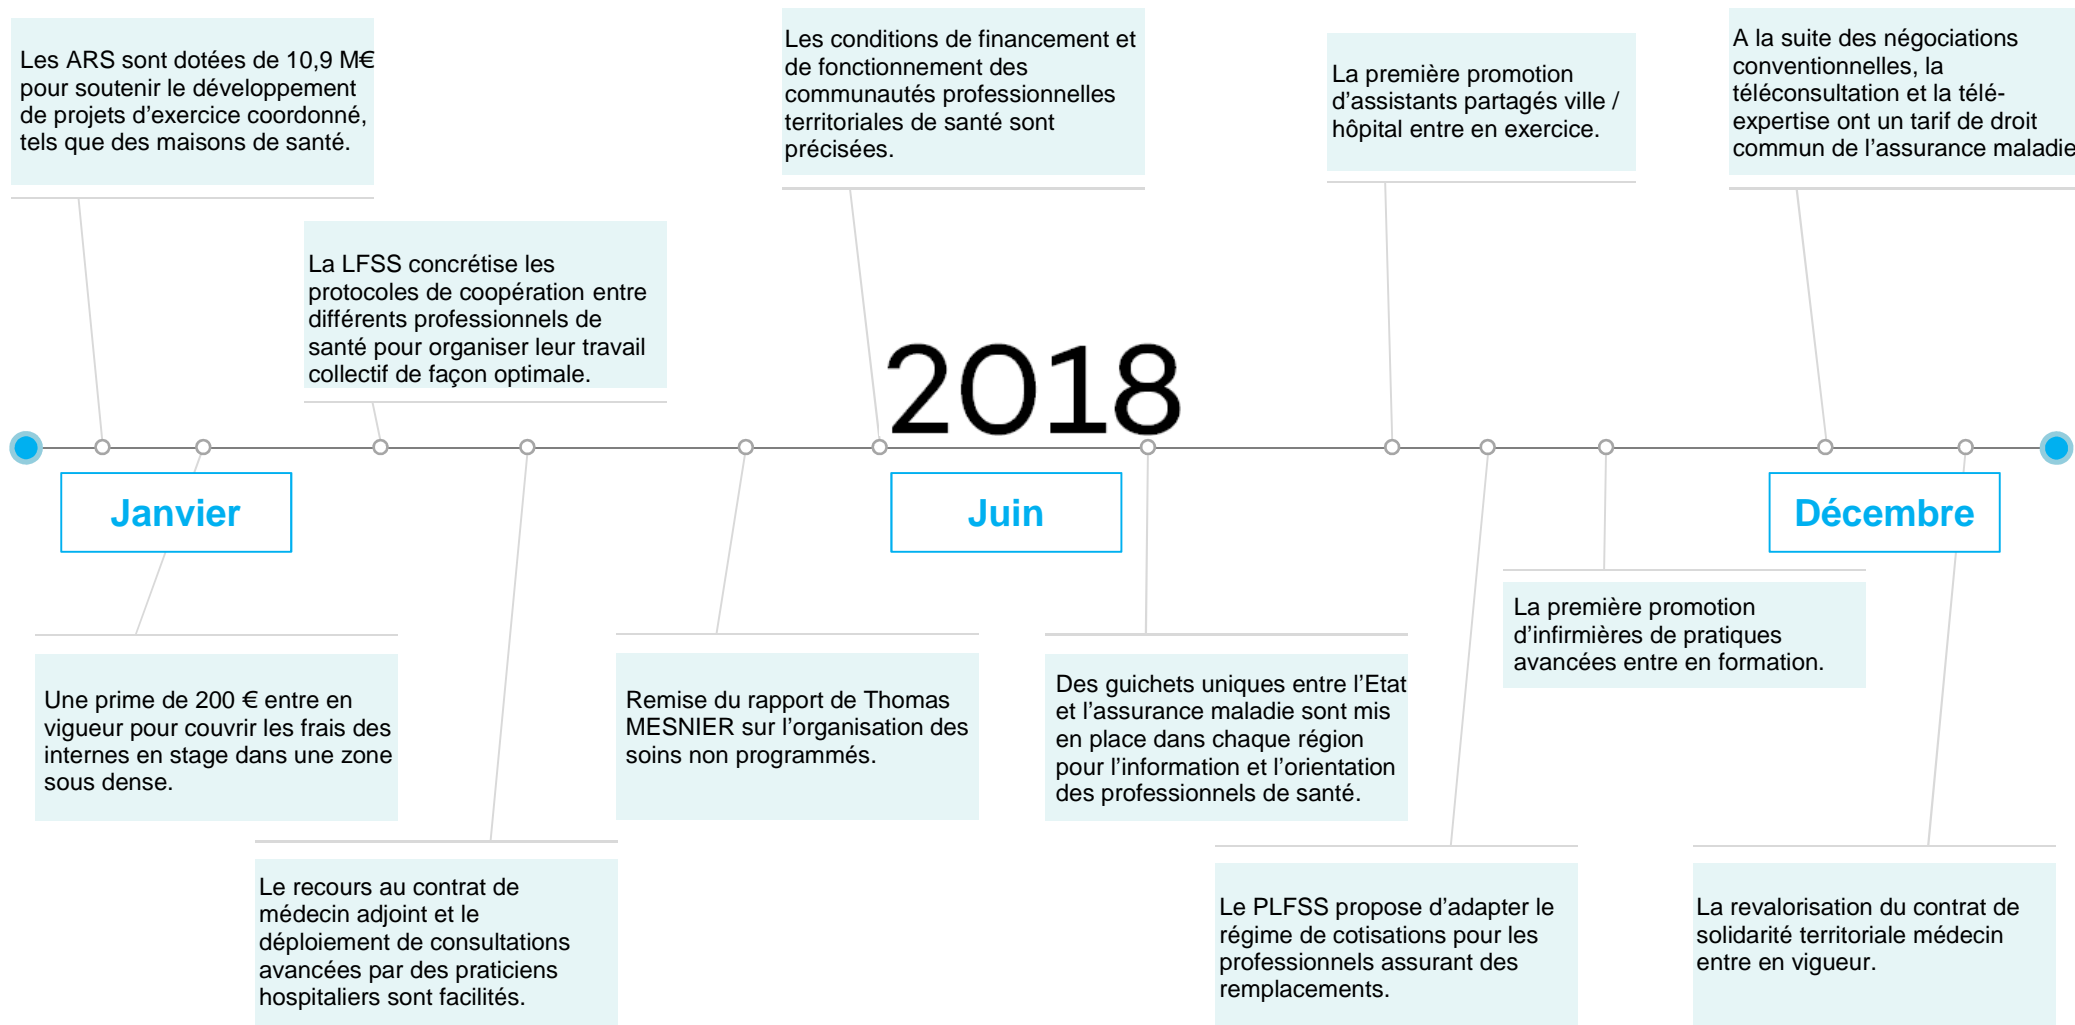 Les ARS sont dotées de 10,9 M€
pour soutenir le développement
de projets d’exercice coordonné,
tels que des maisons de santé.
Les conditions de financement et
de fonctionnement des
communautés professionnelles
territoriales de santé sont
précisées.
La première promotion
d’assistants partagés ville /
hôpital entre en exercice.
A la suite des négociations
conventionnelles, la
téléconsultation et la télé-
expertise ont un tarif de droit
commun de l’assurance maladie
La LFSS concrétise les
protocoles de coopération entre
différents professionnels de
santé pour organiser leur travail
collectif de façon optimale.
2018
Janvier
Juin
Décembre
La première promotion
d’infirmières de pratiques
avancées entre en formation.
Une prime de 200 € entre en
vigueur pour couvrir les frais des
internes en stage dans une zone
sous dense.
Remise du rapport de Thomas
MESNIER sur l’organisation des
soins non programmés.
Des guichets uniques entre l’Etat
et l’assurance maladie sont mis
en place dans chaque région
pour l’information et l’orientation
des professionnels de santé.
Le recours au contrat de
médecin adjoint et le
déploiement de consultations
avancées par des praticiens
hospitaliers sont facilités.
Le PLFSS propose d’adapter le
régime de cotisations pour les
professionnels assurant des
remplacements.
La revalorisation du contrat de
solidarité territoriale médecin
entre en vigueur.